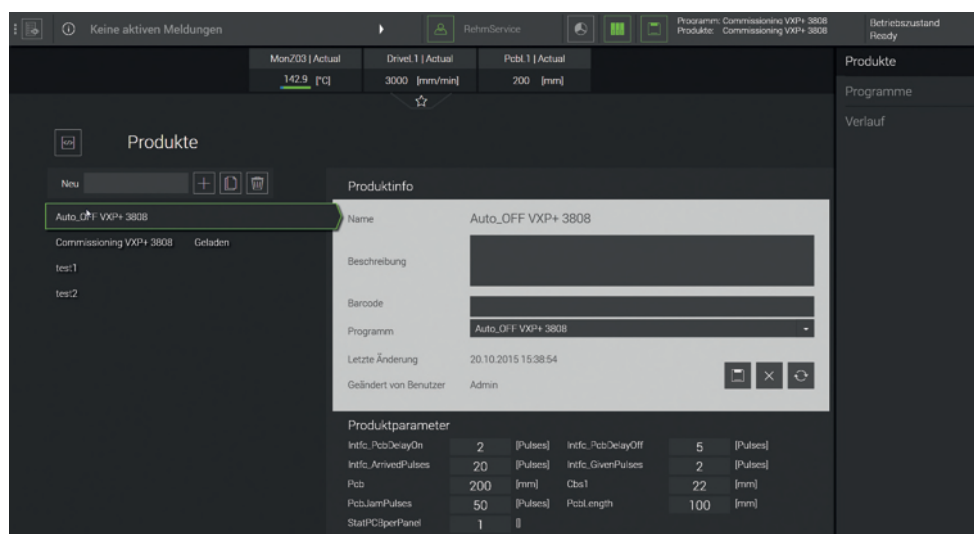 Keine aktiven Meldungen
RehmService
Programm: Commissioning VXP+ 3808
Produkte: Commissioning VXP+ 3808
Betriebszustand
Ready
MonZ03 | Actual
142.9 [°C]
Drivel.1 | Actual
3000 [mm/min]
Pcbl.1 | Actual
200 [mm]
Produkte
Programme
Verlauf
Produkte
Neu
Auto_OFF VXP+ 3808
Commissioning VXP+ 3808 Geladen
test1
test2
Produktinfo
Name Auto_OFF VXP+ 3808
Beschreibung
Barcode
Programm Auto_OFF VXP+ 3808
Letzte Änderung 20.10.2015 15:38:54
Geändert von Benutzer Admin
Produktparameter
Intfc_PcbDelayOn 2 [Pulses] Intfc_PcbDelayOff 5 [Pulses]
Intfc_ArrivedPulses 20 [Pulses] Intfc_GivenPulses 2 [Pulses]
Pcb 200 [mm] Cbs1 22 [mm]
PcbJamPulses 50 [Pulses] PcbLength 100 [mm]
StatPCBperPanel 1 []